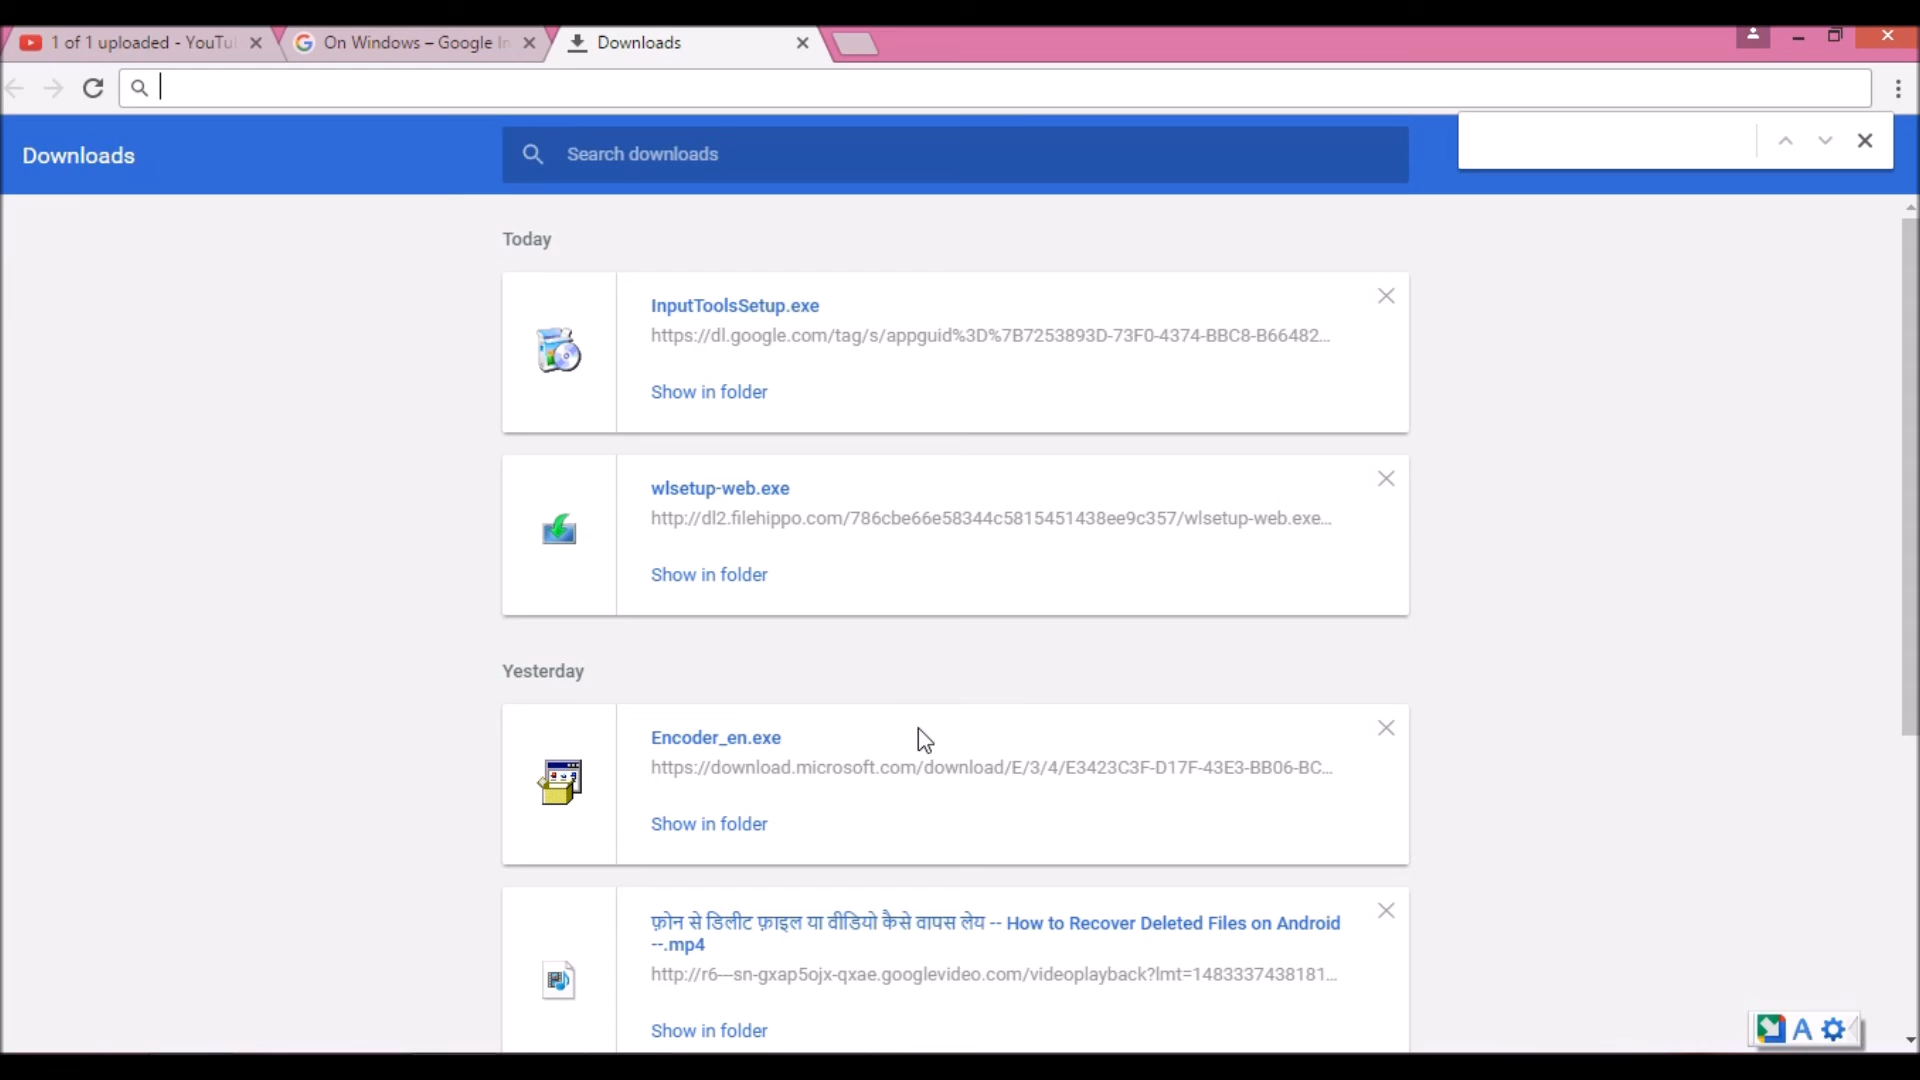 1 of 1 uploaded - YouTu
On Windows – Google In
Downloads
Downloads
Search downloads
Today
InputToolsSetup.exe
https://dl.google.com/tag/s/appguid%3D%7B7253893D-73F0-4374-BBC8-B66482...
Show in folder
wlsetup-web.exe
http://dl2.filehippo.com/786cbe66e58344c5815451438ee9c357/wlsetup-web.exe...
Show in folder
Yesterday
Encoder_en.exe
https://download.microsoft.com/download/E/3/4/E3423C3F-D17F-43E3-BB06-BC...
Show in folder
फ़ोन से डिलीट फ़ाइल या वीडियो कैसे वापस लेय -- How to Recover Deleted Files on Android
--.mp4
http://r6---sn-gxap5ojx-qxae.googlevideo.com/videoplayback?lmt=1483337438181...
Show in folder
A